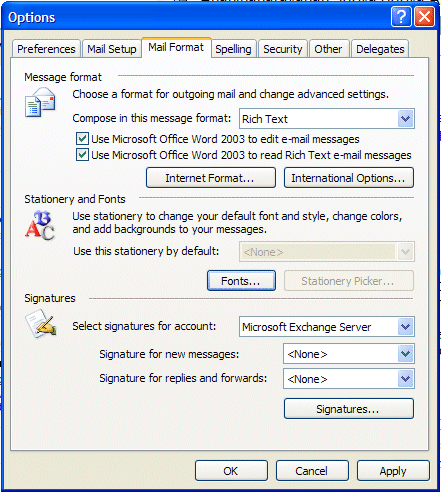 Options
Preferences Mail Setup Mail Format Spelling Security Other Delegates
Message format
Choose a format for outgoing mail and change advanced settings.
Compose in this message format: Rich Text
Use Microsoft Office Word 2003 to edit e-mail messages
Use Microsoft Office Word 2003 to read Rich Text e-mail messages
Internet Format... International Options...
Stationery and Fonts
Use stationery to change your default font and style, change colors,
and add backgrounds to your messages.
Use this stationery by default: <None>
Fonts... Stationery Picker...
Signatures
Select signatures for account: Microsoft Exchange Server
Signature for new messages: <None>
Signature for replies and forwards: <None>
Signatures...
OK Cancel Apply